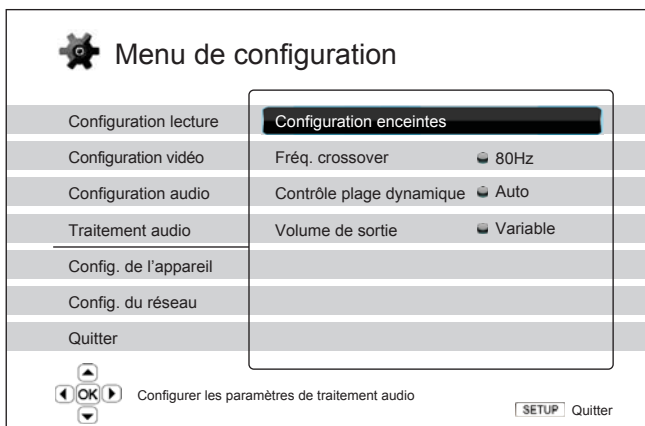 Menu de configuration
Configuration lecture
Configuration enceintes
Configuration vidéo
Fréq. crossover 80Hz
Configuration audio
Contrôle plage dynamique Auto
Traitement audio
Volume de sortie Variable
Config. de l'appareil
Config. du réseau
Quitter
OK
Configurer les paramètres de traitement audio
SETUP Quitter